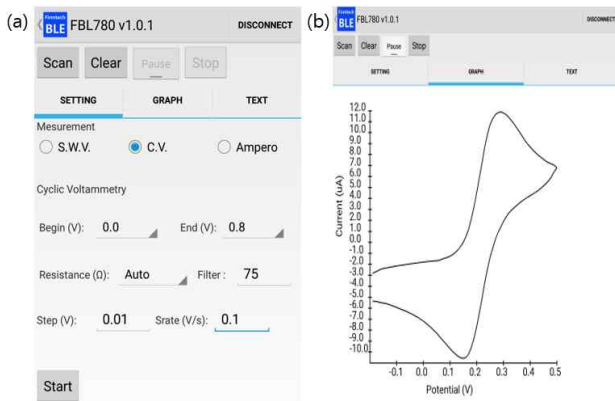 (a)
Firmtech
BLE
FBL780 v1.0.1
DISCONNECT
Scan
Clear
Pause
Stop
SETTING
GRAPH
TEXT
Mesurement
S.W.V.
C.V.
Ampero
Cyclic Voltammetry
Begin (V): 0.0
End (V): 0.8
Resistance (Ω): Auto
Filter : 75
Step (V): 0.01
Srate (V/s): 0.1
Start
(b)
Firmtech
BLE
FBL780 v1.0.1
DISCONNECT
Scan
Clear
Pause
Stop
SETTING
GRAPH
TEXT
Current (uA)
12.0
11.0
10.0
9.0
8.0
7.0
6.0
5.0
4.0
3.0
2.0
1.0
0.0
-1.0
-2.0
-3.0
-4.0
-5.0
-6.0
-7.0
-8.0
-9.0
-10.0
-0.1 0.0 0.1 0.2 0.3 0.4 0.5
Potential (V)